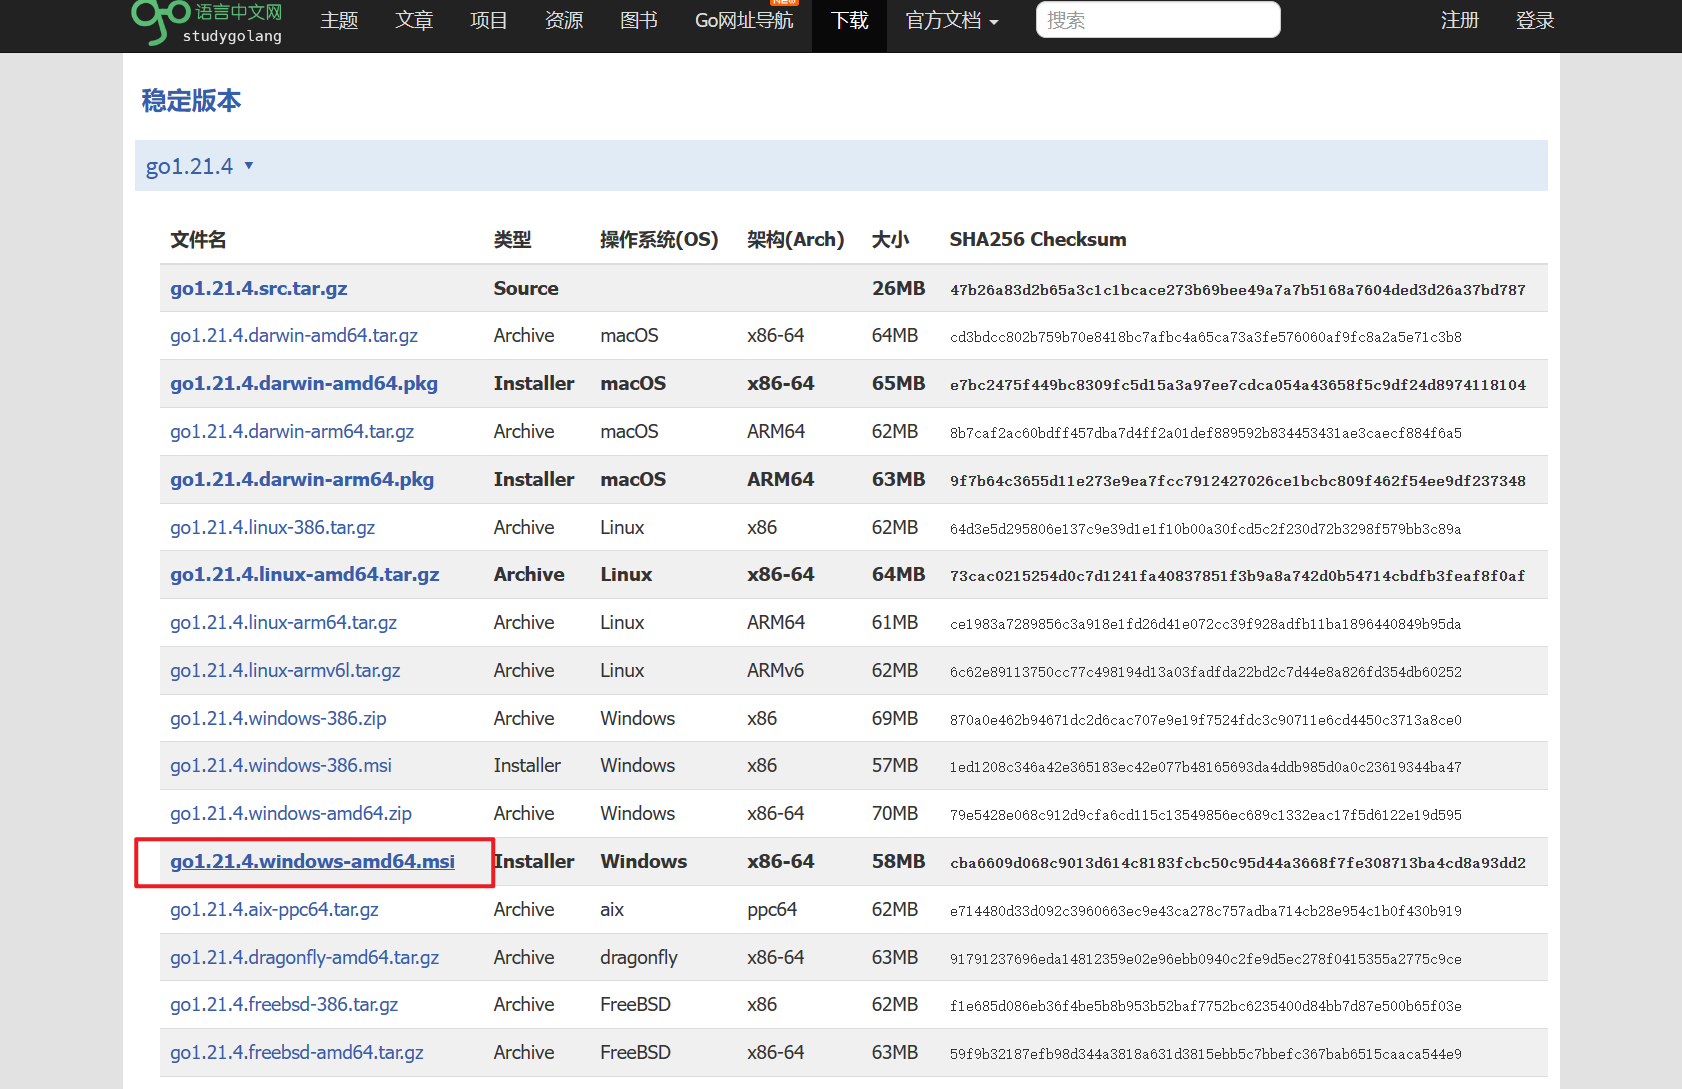 go 语言中文网
studygolang
主题 文章 项目 资源 图书 Go网址导航 New 下载 官方文档 搜索 注册 登录
稳定版本
go1.21.4 ▼
文件名 类型 操作系统(OS) 架构(Arch) 大小 SHA256 Checksum
go1.21.4.src.tar.gz Source 26MB 47b26a83d2b65a3c1c1bcace273b69bee49a7a7b5168a7604ded3d26a37bd787
go1.21.4.darwin-amd64.tar.gz Archive macOS x86-64 64MB cd3bdcc802b759b70e8418bc7afbc4a65ca73a3fe576060af9fc8a2a5e71c3b8
go1.21.4.darwin-amd64.pkg Installer macOS x86-64 65MB e7bc2475f449bc8309fc5d15a3a97ee7cdca054a43658f5c9df24d8974118104
go1.21.4.darwin-arm64.tar.gz Archive macOS ARM64 62MB 8b7caf2ac60bdff457dba7d4ff2a01def889592b834453431ae3caecf884f6a5
go1.21.4.darwin-arm64.pkg Installer macOS ARM64 63MB 9f7b64c3655d11e273e9ea7fcc7912427026ce1bcbc809f462f54ee9df237348
go1.21.4.linux-386.tar.gz Archive Linux x86 62MB 64d3e5d295806e137c9e39d1e1f10b00a30fcd5c2f230d72b3298f579bb3c89a
go1.21.4.linux-amd64.tar.gz Archive Linux x86-64 64MB 73cac0215254d0c7d1241fa40837851f3b9a8a742d0b54714cbdfb3feaf8f0af
go1.21.4.linux-arm64.tar.gz Archive Linux ARM64 61MB ce1983a7289856c3a918e1fd26d41e072cc39f928adfb11ba1896440849b95da
go1.21.4.linux-armv6l.tar.gz Archive Linux ARMv6 62MB 6c62e89113750cc77c498194d13a03fadfda22bd2c7d44e8a826fd354db60252
go1.21.4.windows-386.zip Archive Windows x86 69MB 870a0e462b94671dc2d6cac707e9e19f7524fdc3c90711e6cd4450c3713a8ce0
go1.21.4.windows-386.msi Installer Windows x86 57MB 1ed1208c346a42e365183ec42e077b48165693da4ddb985d0a0c23619344ba47
go1.21.4.windows-amd64.zip Archive Windows x86-64 70MB 79e5428e068c912d9cfa6cd115c13549856ec689c1332eac17f5d6122e19d595
go1.21.4.windows-amd64.msi Installer Windows x86-64 58MB cba6609d068c9013d614c8183fcbc50c95d44a3668f7fe308713ba4cd8a93dd2
go1.21.4.aix-ppc64.tar.gz Archive aix ppc64 62MB e714480d33d092c3960663ec9e43ca278c757adba714cb28e954c1b0f430b919
go1.21.4.dragonfly-amd64.tar.gz Archive dragonfly x86-64 63MB 91791237696eda14812359e02e96ebb0940c2fe9d5ec278f0415355a2775c9ce
go1.21.4.freebsd-386.tar.gz Archive FreeBSD x86 62MB f1e685d086eb36f4be5b8b953b52baf7752bc6235400d84bb7d87e500b65f03e
go1.21.4.freebsd-amd64.tar.gz Archive FreeBSD x86-64 63MB 59f9b32187efb98d344a3818a631d3815ebb5c7bbefc367bab6515caaca544e9